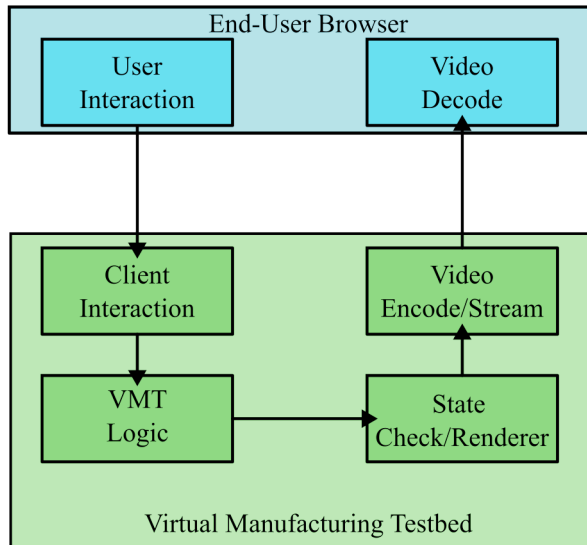 End-User Browser
User
Interaction
Video
Decode
Client
Interaction
Video
Encode/Stream
VMT
Logic
State
Check/Renderer
Virtual Manufacturing Testbed